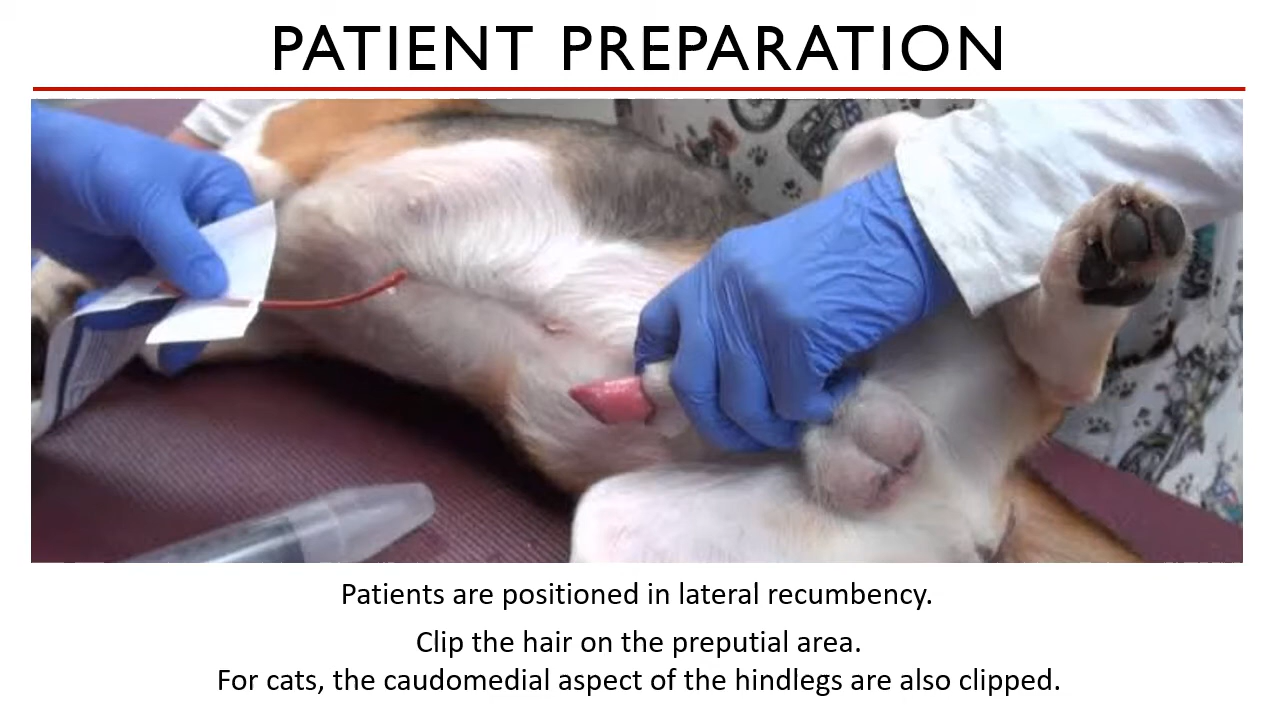 PATIENT PREPARATION
Patients are positioned in lateral recumbency.
Clip the hair on the preputial area.
For cats, the caudomedial aspect of the hindlegs are also clipped.